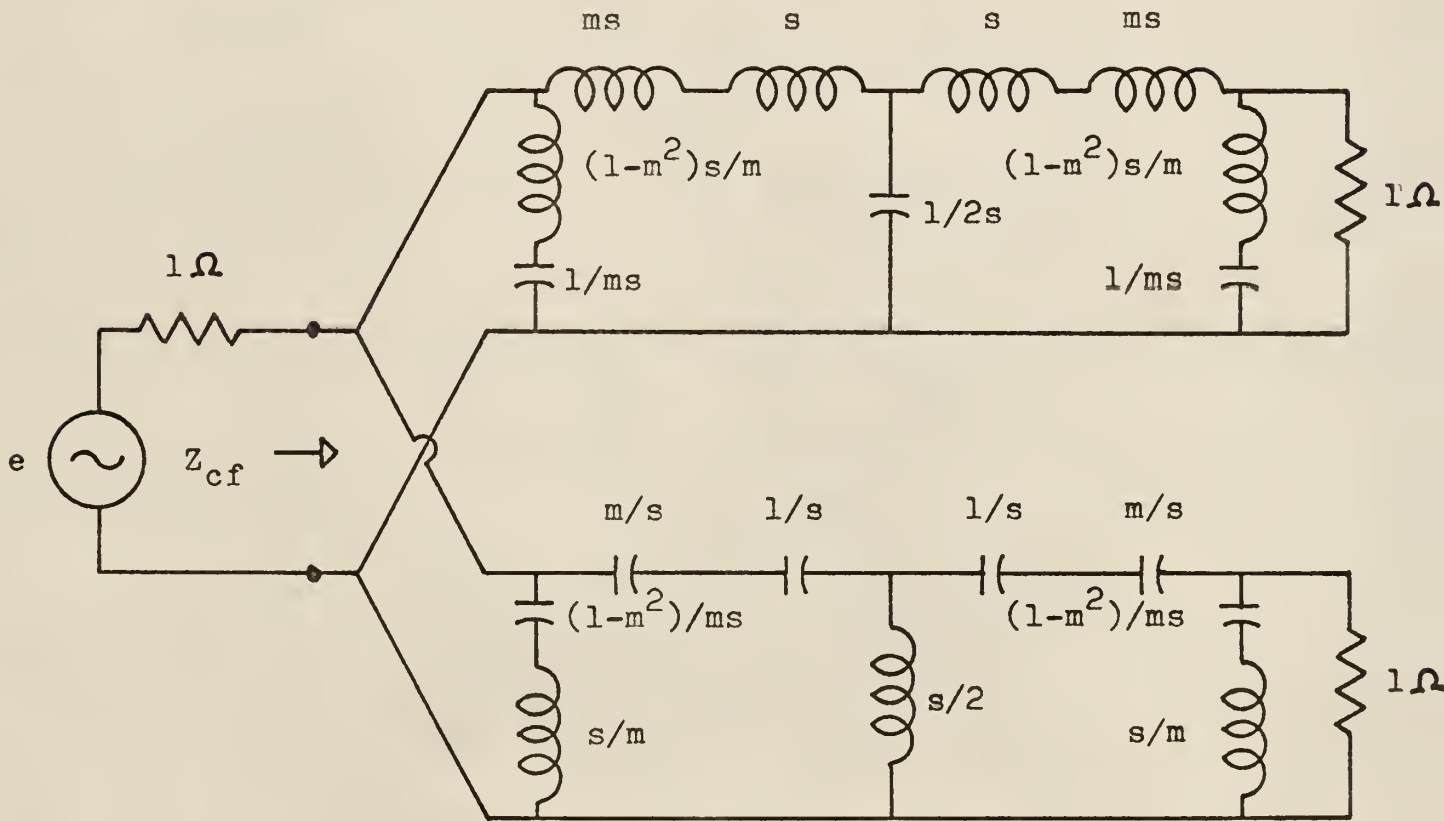 ms s s ms
(1-m²)s/m (1-m²)s/m
1/2s
1Ω
1Ω
1/ms 1/ms
e
Z_cf
m/s 1/s 1/s m/s
(1-m²)/ms (1-m²)/ms
s/2
1Ω
s/m s/m